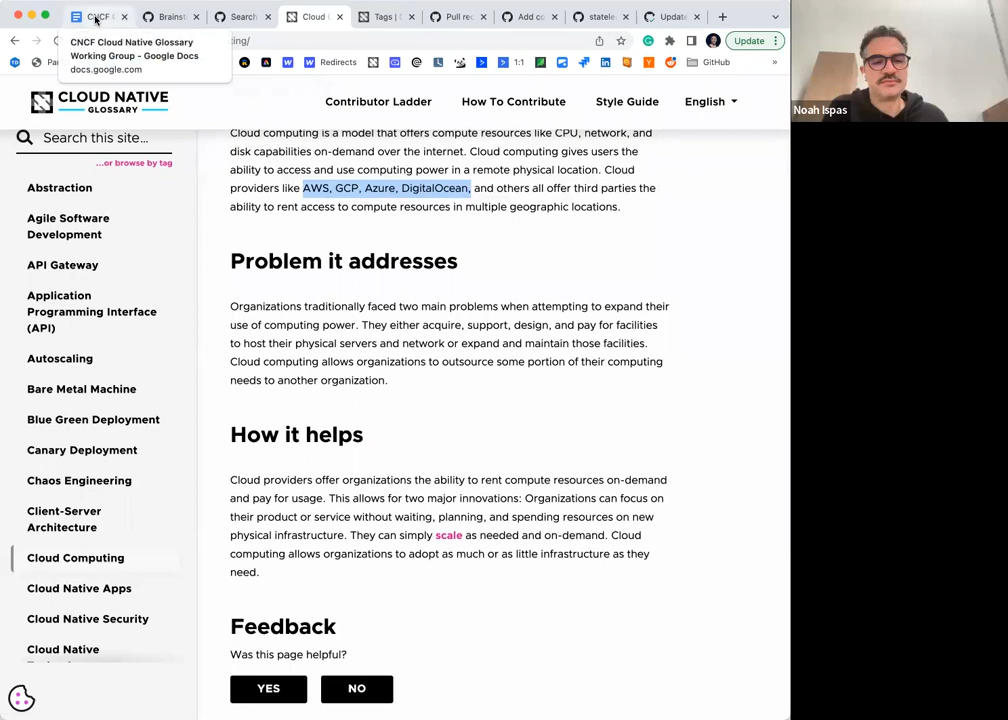 CNCF
Brainst
Search
Cloud
Tags |
Pull rec
Add co
statele
Update
Update
CNCF Cloud Native Glossary
Working Group - Google Docs
docs.google.com
ing/
Redirects
1:1
GitHub
CLOUD NATIVE
GLOSSARY
Contributor Ladder
How To Contribute
Style Guide
English
Search this site...
...or browse by tag
Abstraction
Agile Software
Development
API Gateway
Application
Programming Interface
(API)
Autoscaling
Bare Metal Machine
Blue Green Deployment
Canary Deployment
Chaos Engineering
Client-Server
Architecture
Cloud Computing
Cloud Native Apps
Cloud Native Security
Cloud Native
Cloud computing is a model that offers compute resources like CPU, network, and
disk capabilities on-demand over the internet. Cloud computing gives users the
ability to access and use computing power in a remote physical location. Cloud
providers like AWS, GCP, Azure, DigitalOcean, and others all offer third parties the
ability to rent access to compute resources in multiple geographic locations.
Problem it addresses
Organizations traditionally faced two main problems when attempting to expand their
use of computing power. They either acquire, support, design, and pay for facilities
to host their physical servers and network or expand and maintain those facilities.
Cloud computing allows organizations to outsource some portion of their computing
needs to another organization.
How it helps
Cloud providers offer organizations the ability to rent compute resources on-demand
and pay for usage. This allows for two major innovations: Organizations can focus on
their product or service without waiting, planning, and spending resources on new
physical infrastructure. They can simply scale as needed and on-demand. Cloud
computing allows organizations to adopt as much or as little infrastructure as they
need.
Feedback
Was this page helpful?
YES
NO
Noah Ispas